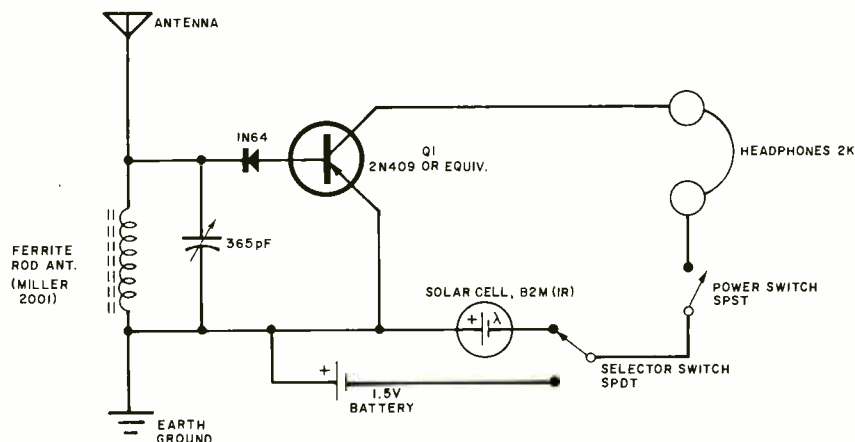 ANTENNA
1N64
Q1
2N409 OR EQUIV.
HEADPHONES 2K
365pF
FERRITE
ROD ANT.
(MILLER
2001)
SOLAR CELL, B2M (IR)
+ λ
POWER SWITCH
SPST
SELECTOR SWITCH
SPDT
+
1.5V
BATTERY
EARTH
GROUND